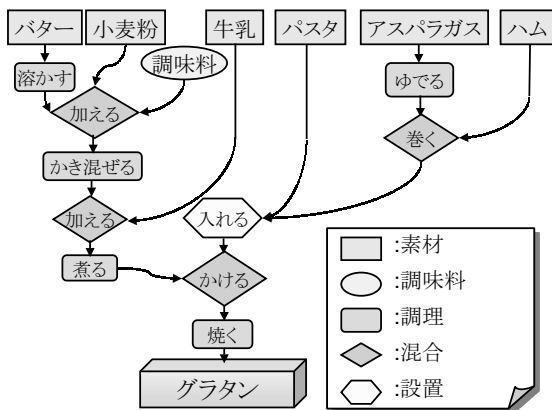 バター
小麦粉
牛乳
パスタ
アスパラガス
ハム
溶かす
調味料
ゆでる
加える
巻く
かき混ぜる
加える
入れる
煮る
かける
焼く
グラタン
:素材
:調味料
:調理
:混合
:設置